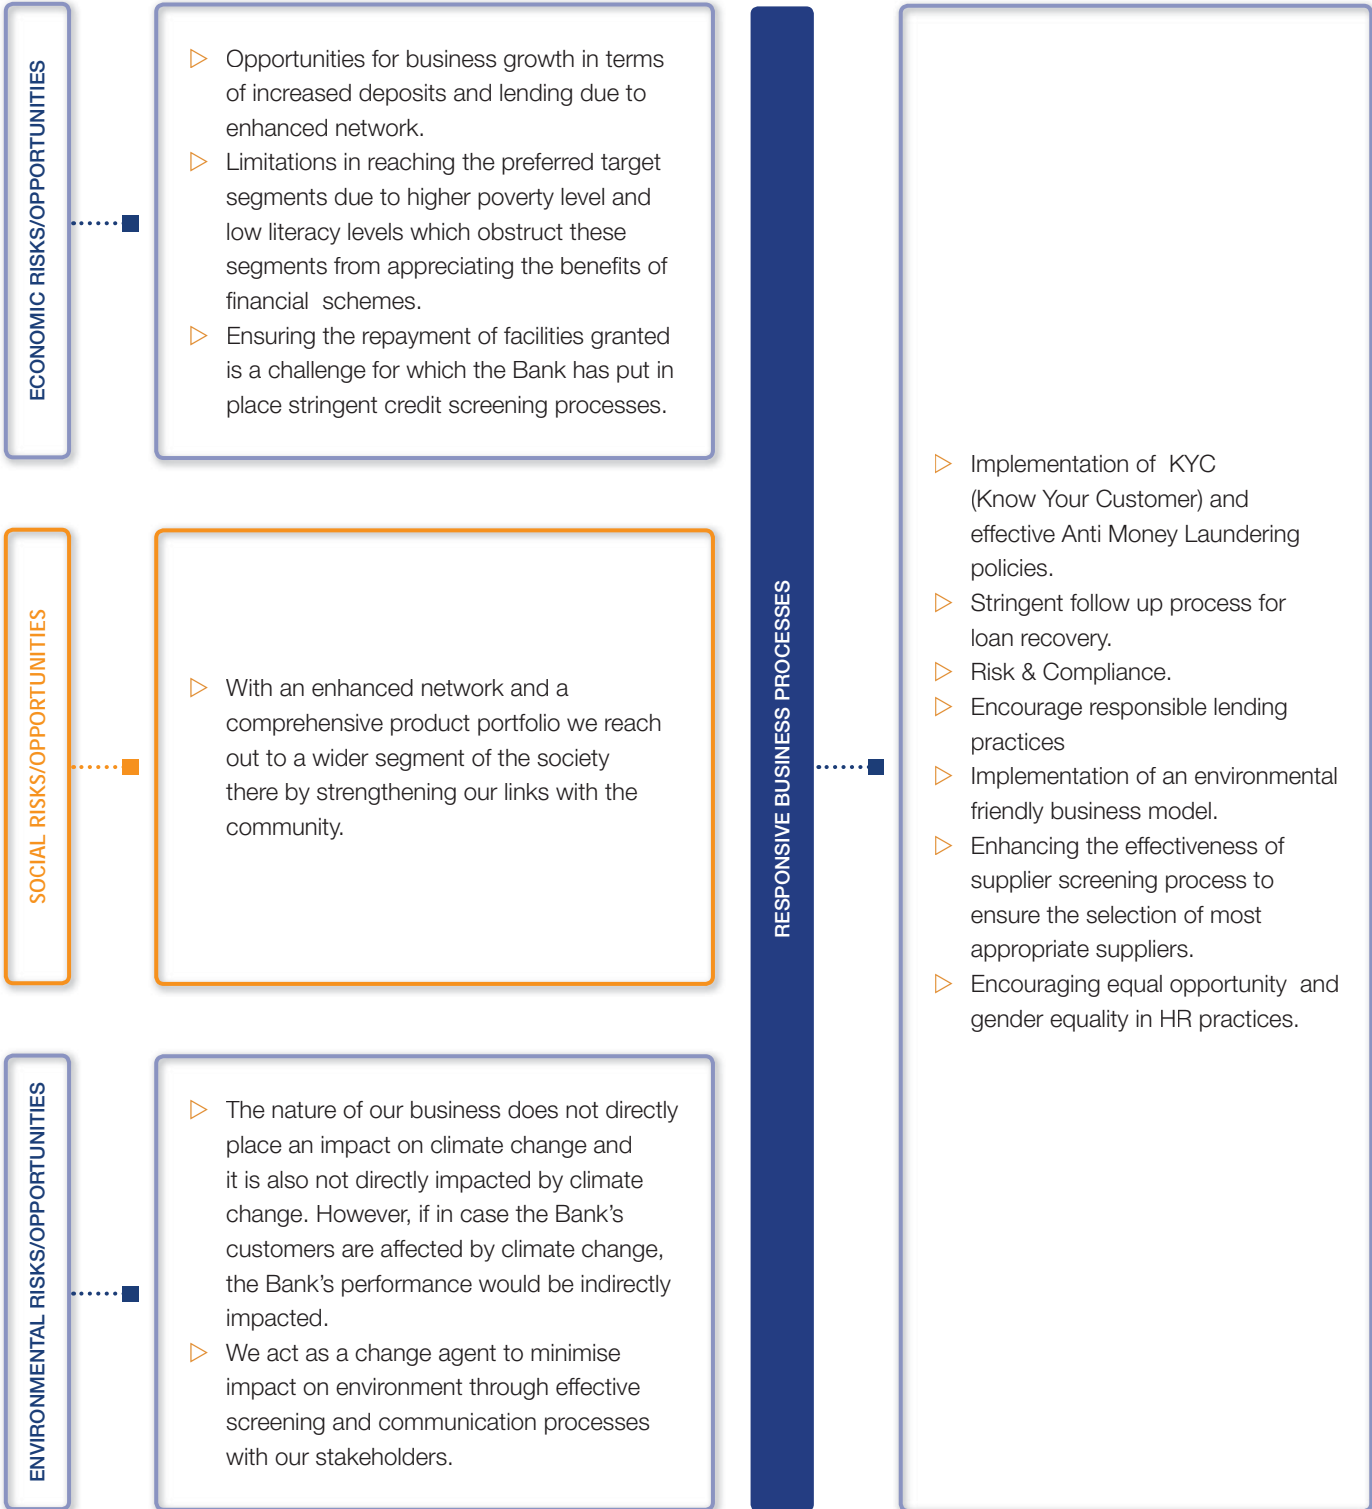 ECONOMIC RISKS/OPPORTUNITIES
▷ Opportunities for business growth in terms
of increased deposits and lending due to
enhanced network.
▷ Limitations in reaching the preferred target
segments due to higher poverty level and
low literacy levels which obstruct these
segments from appreciating the benefits of
financial  schemes.
▷ Ensuring the repayment of facilities granted
is a challenge for which the Bank has put in
place stringent credit screening processes.
SOCIAL RISKS/OPPORTUNITIES
▷ With an enhanced network and a
comprehensive product portfolio we reach
out to a wider segment of the society
there by strengthening our links with the
community.
ENVIRONMENTAL RISKS/OPPORTUNITIES
▷ The nature of our business does not directly
place an impact on climate change and
it is also not directly impacted by climate
change. However, if in case the Bank’s
customers are affected by climate change,
the Bank’s performance would be indirectly
impacted.
▷ We act as a change agent to minimise
impact on environment through effective
screening and communication processes
with our stakeholders.
RESPONSIVE BUSINESS PROCESSES
▷ Implementation of  KYC
(Know Your Customer) and
effective Anti Money Laundering
policies.
▷ Stringent follow up process for
loan recovery.
▷ Risk & Compliance.
▷ Encourage responsible lending
practices
▷ Implementation of an environmental
friendly business model.
▷ Enhancing the effectiveness of
supplier screening process to
ensure the selection of most
appropriate suppliers.
▷ Encouraging equal opportunity  and
gender equality in HR practices.